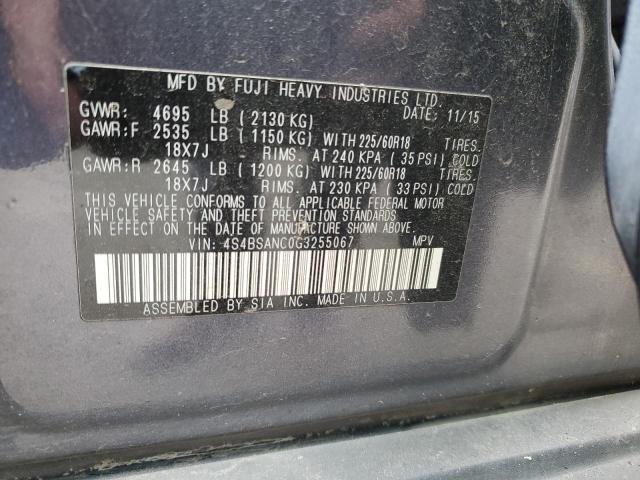 MFD BY FUJI HEAVY INDUSTRIES LTD.
GVWR: 4695 LB (2130 KG) DATE: 11/15
GAWR:F 2535 LB (1150 KG) WITH 225/60R18 TIRES.
18X7J RIMS. AT 240 KPA (35 PSI) COLD
GAWR:R 2645 LB (1200 KG) WITH 225/60R18 TIRES.
18X7J RIMS. AT 230 KPA (33 PSI) COLD
THIS VEHICLE CONFORMS TO ALL APPLICABLE FEDERAL MOTOR
VEHICLE SAFETY AND THEFT PREVENTION STANDARDS
IN EFFECT ON THE DATE OF MANUFACTURE SHOWN ABOVE.
VIN: 4S4BSANC0G3255067 MPV
ASSEMBLED BY SIA INC. MADE IN U.S.A.